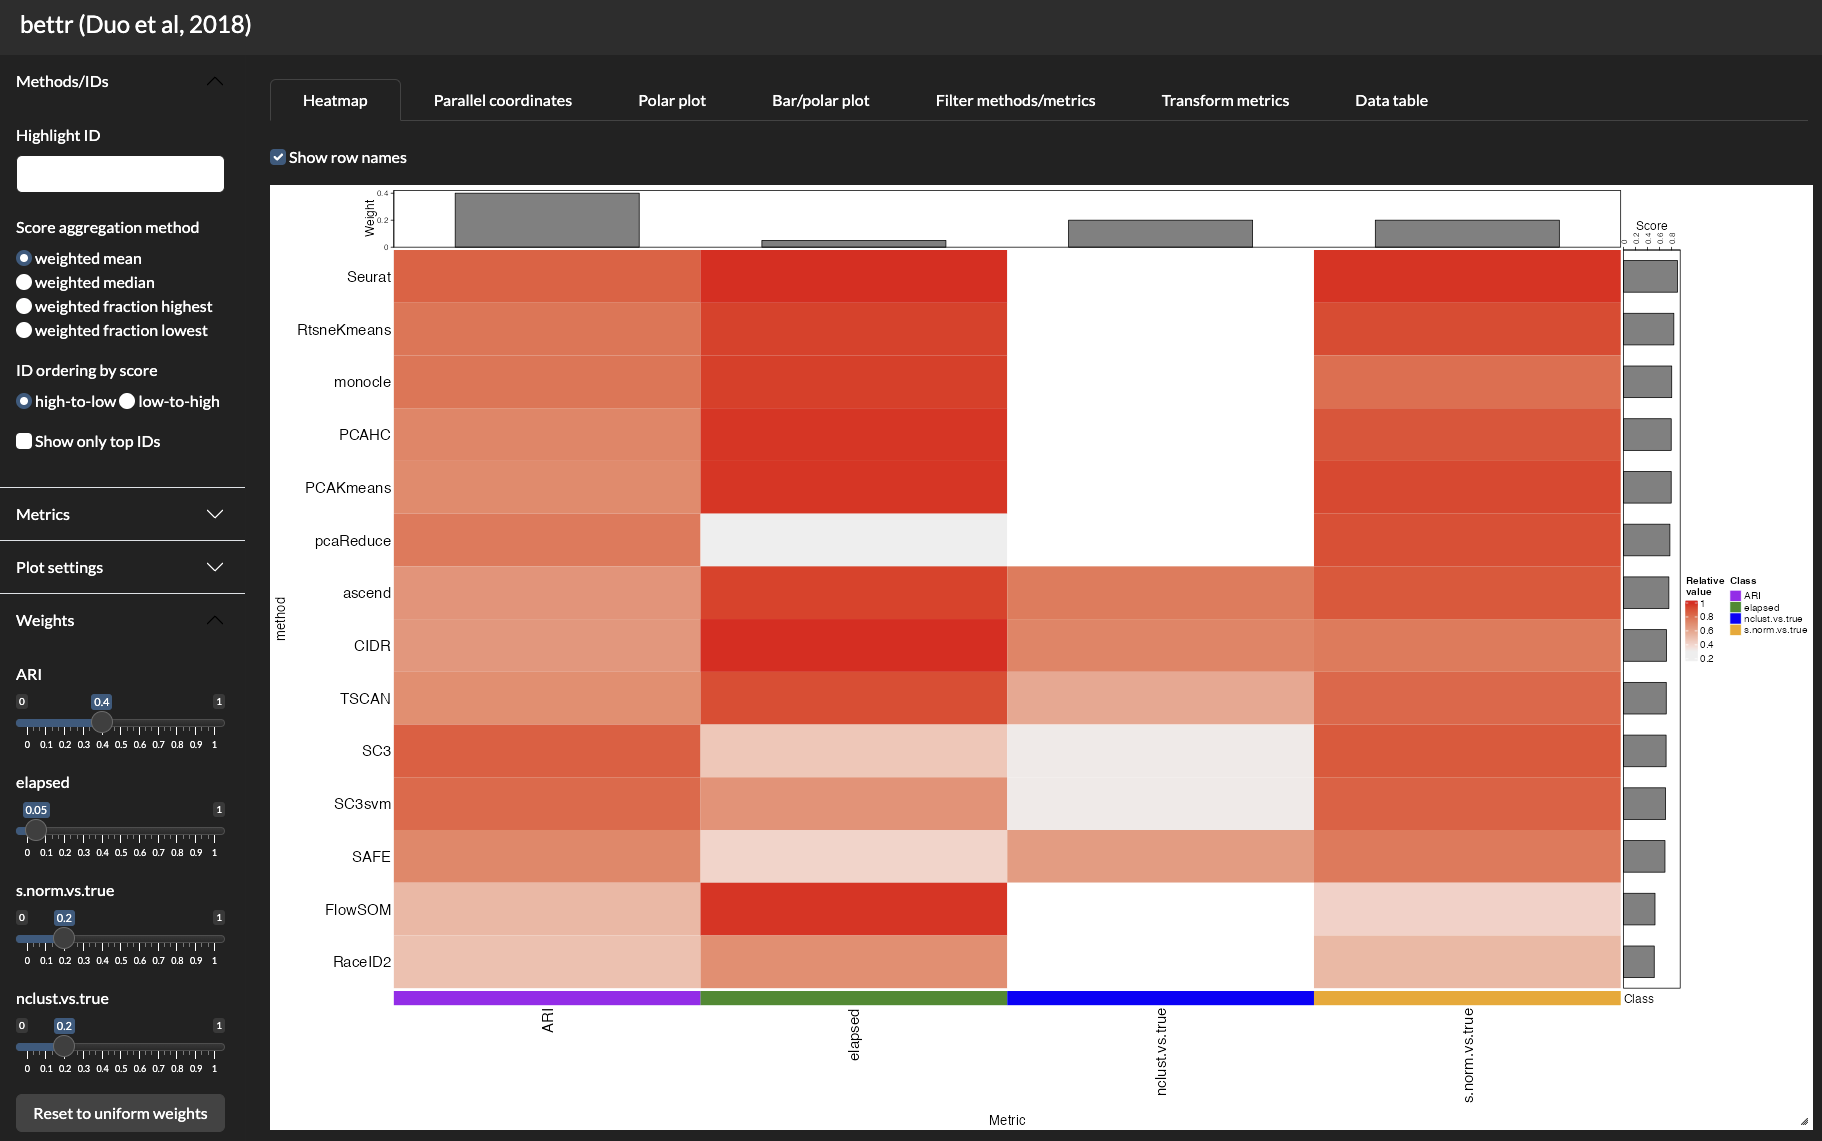 bettr (Duo et al, 2018)
Methods/IDs
Highlight ID
Score aggregation method
weighted mean
weighted median
weighted fraction highest
weighted fraction lowest
ID ordering by score
high-to-low low-to-high
Show only top IDs
Metrics
Plot settings
Weights
ARI
0 0.4 1
0 0.1 0.2 0.3 0.4 0.5 0.6 0.7 0.8 0.9 1
elapsed
0.05 1
0 0.1 0.2 0.3 0.4 0.5 0.6 0.7 0.8 0.9 1
s.norm.vs.true
0 0.2 1
0 0.1 0.2 0.3 0.4 0.5 0.6 0.7 0.8 0.9 1
nclust.vs.true
0 0.2 1
0 0.1 0.2 0.3 0.4 0.5 0.6 0.7 0.8 0.9 1
Reset to uniform weights
Heatmap Parallel coordinates Polar plot Bar/polar plot Filter methods/metrics Transform metrics Data table
Show row names
Weight
0.4
0.2
0
Score
0 0.2 0.4 0.6 0.8
method
Seurat
RtsneKmeans
monocle
PCAHC
PCAKmeans
pcaReduce
ascend
CIDR
TSCAN
SC3
SC3svm
SAFE
FlowSOM
RaceID2
Class
ARI
elapsed
nclust.vs.true
s.norm.vs.true
Metric
Relative
value
1
0.8
0.6
0.4
0.2
Class
ARI
elapsed
nclust.vs.true
s.norm.vs.true